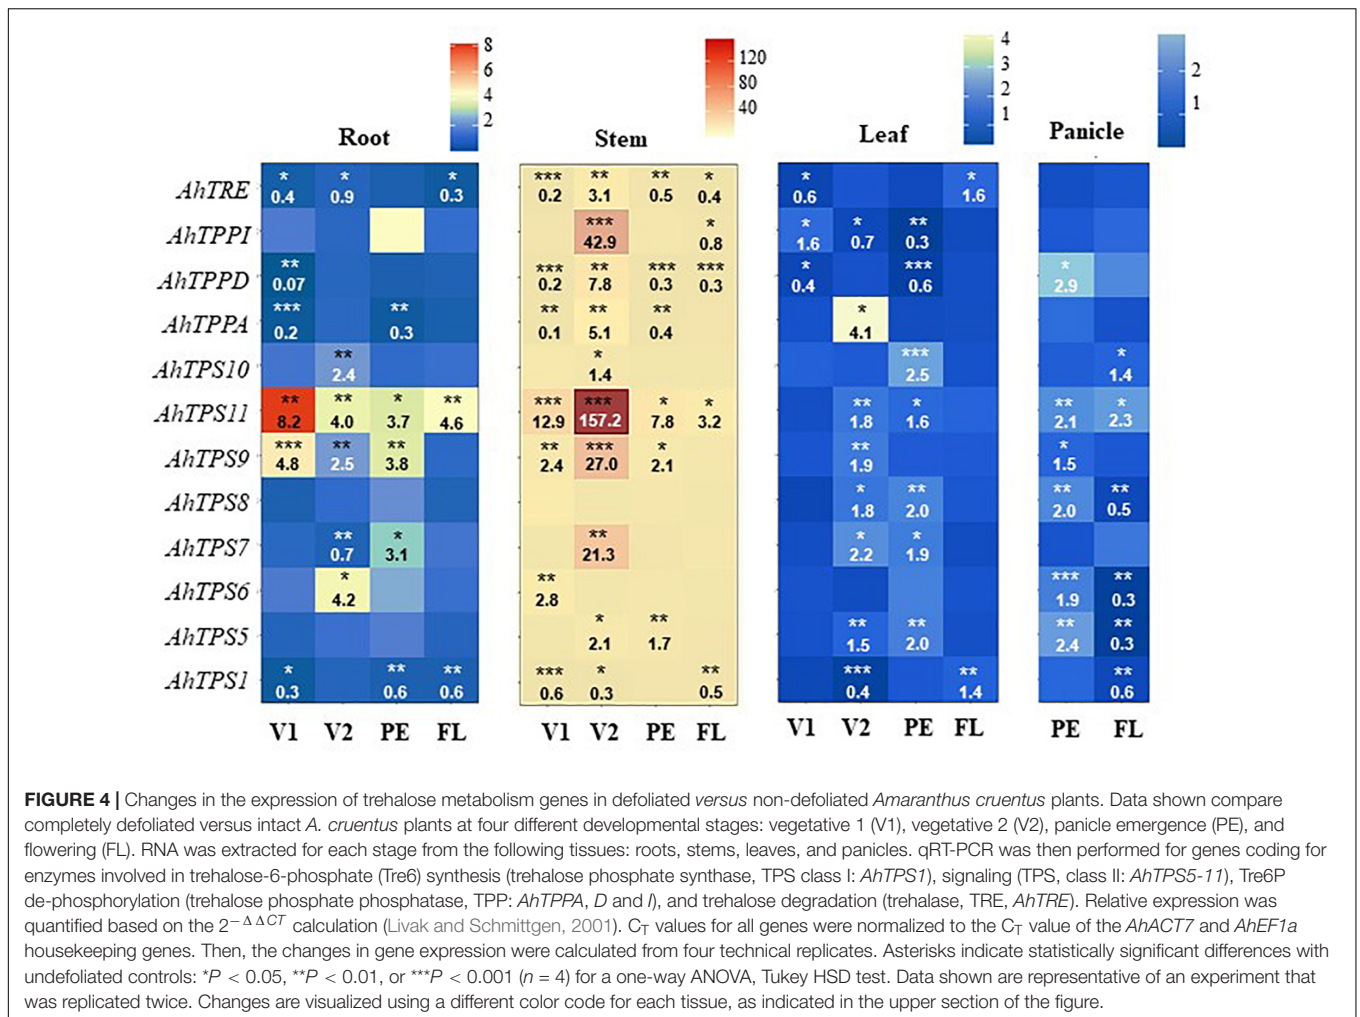 8
6
4
2
120
80
40
4
3
2
1
2
1
Root Stem Leaf Panicle
AhTRE * 0.4 * 0.9 * 0.3 *** 0.2 ** 3.1 ** 0.5 * 0.4 * 0.6 * 1.6
AhTPPI *** 42.9 * 0.8 * 1.6 * 0.7 ** 0.3
AhTPPD ** 0.07 *** 0.2 ** 7.8 *** 0.3 *** 0.3 * 0.4 *** 0.6 * 2.9
AhTPPA *** 0.2 ** 0.3 ** 0.1 ** 5.1 ** 0.4 * 4.1
AhTPS10 ** 2.4 * 1.4 *** 2.5 * 1.4
AhTPS11 ** 8.2 ** 4.0 * 3.7 ** 4.6 *** 12.9 *** 157.2 * 7.8 * 3.2 ** 1.8 * 1.6 ** 2.1 * 2.3
AhTPS9 *** 4.8 ** 2.5 ** 3.8 ** 2.4 *** 27.0 * 2.1 ** 1.9 * 1.5
AhTPS8 * 1.8 ** 2.0 ** 2.0 ** 0.5
AhTPS7 ** 0.7 * 3.1 ** 21.3 * 2.2 * 1.9
AhTPS6 * 4.2 ** 2.8 *** 1.9 ** 0.3
AhTPS5 * 2.1 ** 1.7 ** 1.5 ** 2.0 ** 2.4 ** 0.3
AhTPS1 * 0.3 ** 0.6 ** 0.6 *** 0.6 * 0.3 ** 0.5 *** 0.4 ** 1.4 ** 0.6
V1 V2 PE FL V1 V2 PE FL V1 V2 PE FL PE FL
FIGURE 4 | Changes in the expression of trehalose metabolism genes in defoliated versus non-defoliated Amaranthus cruentus plants. Data shown compare
completely defoliated versus intact A. cruentus plants at four different developmental stages: vegetative 1 (V1), vegetative 2 (V2), panicle emergence (PE), and
flowering (FL). RNA was extracted for each stage from the following tissues: roots, stems, leaves, and panicles. qRT-PCR was then performed for genes coding for
enzymes involved in trehalose-6-phosphate (Tre6) synthesis (trehalose phosphate synthase, TPS class I: AhTPS1), signaling (TPS, class II: AhTPS5-11), Tre6P
de-phosphorylation (trehalose phosphate phosphatase, TPP: AhTPPA, D and I), and trehalose degradation (trehalase, TRE, AhTRE). Relative expression was
quantified based on the 2−ΔΔCT calculation (Livak and Schmittgen, 2001). CT values for all genes were normalized to the CT value of the AhACT7 and AhEF1a
housekeeping genes. Then, the changes in gene expression were calculated from four technical replicates. Asterisks indicate statistically significant differences with
undefoliated controls: *P < 0.05, **P < 0.01, or ***P < 0.001 (n = 4) for a one-way ANOVA, Tukey HSD test. Data shown are representative of an experiment that
was replicated twice. Changes are visualized using a different color code for each tissue, as indicated in the upper section of the figure.